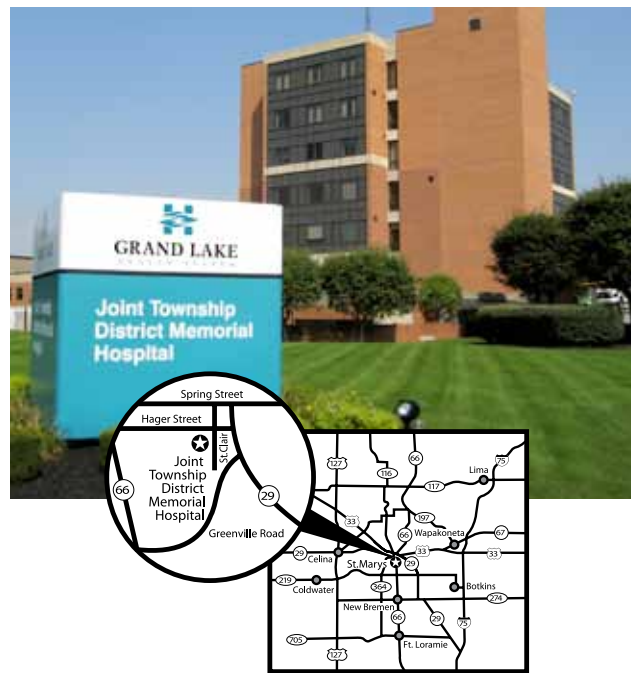 GRAND LAKE
HEALTH SYSTEM
Joint Township
District Memorial
Hospital
Spring Street
Hager Street
St.Clair
Joint
Township
District
Memorial
Hospital
66
29
Greenville Road
127
116
66
75
Lima
117
197
33
66
Wapakoneta
67
29
Celina
St.Marys
29
33
33
219
Coldwater
364
Botkins
New Bremen
274
66
29
75
705
Ft. Loramie
127